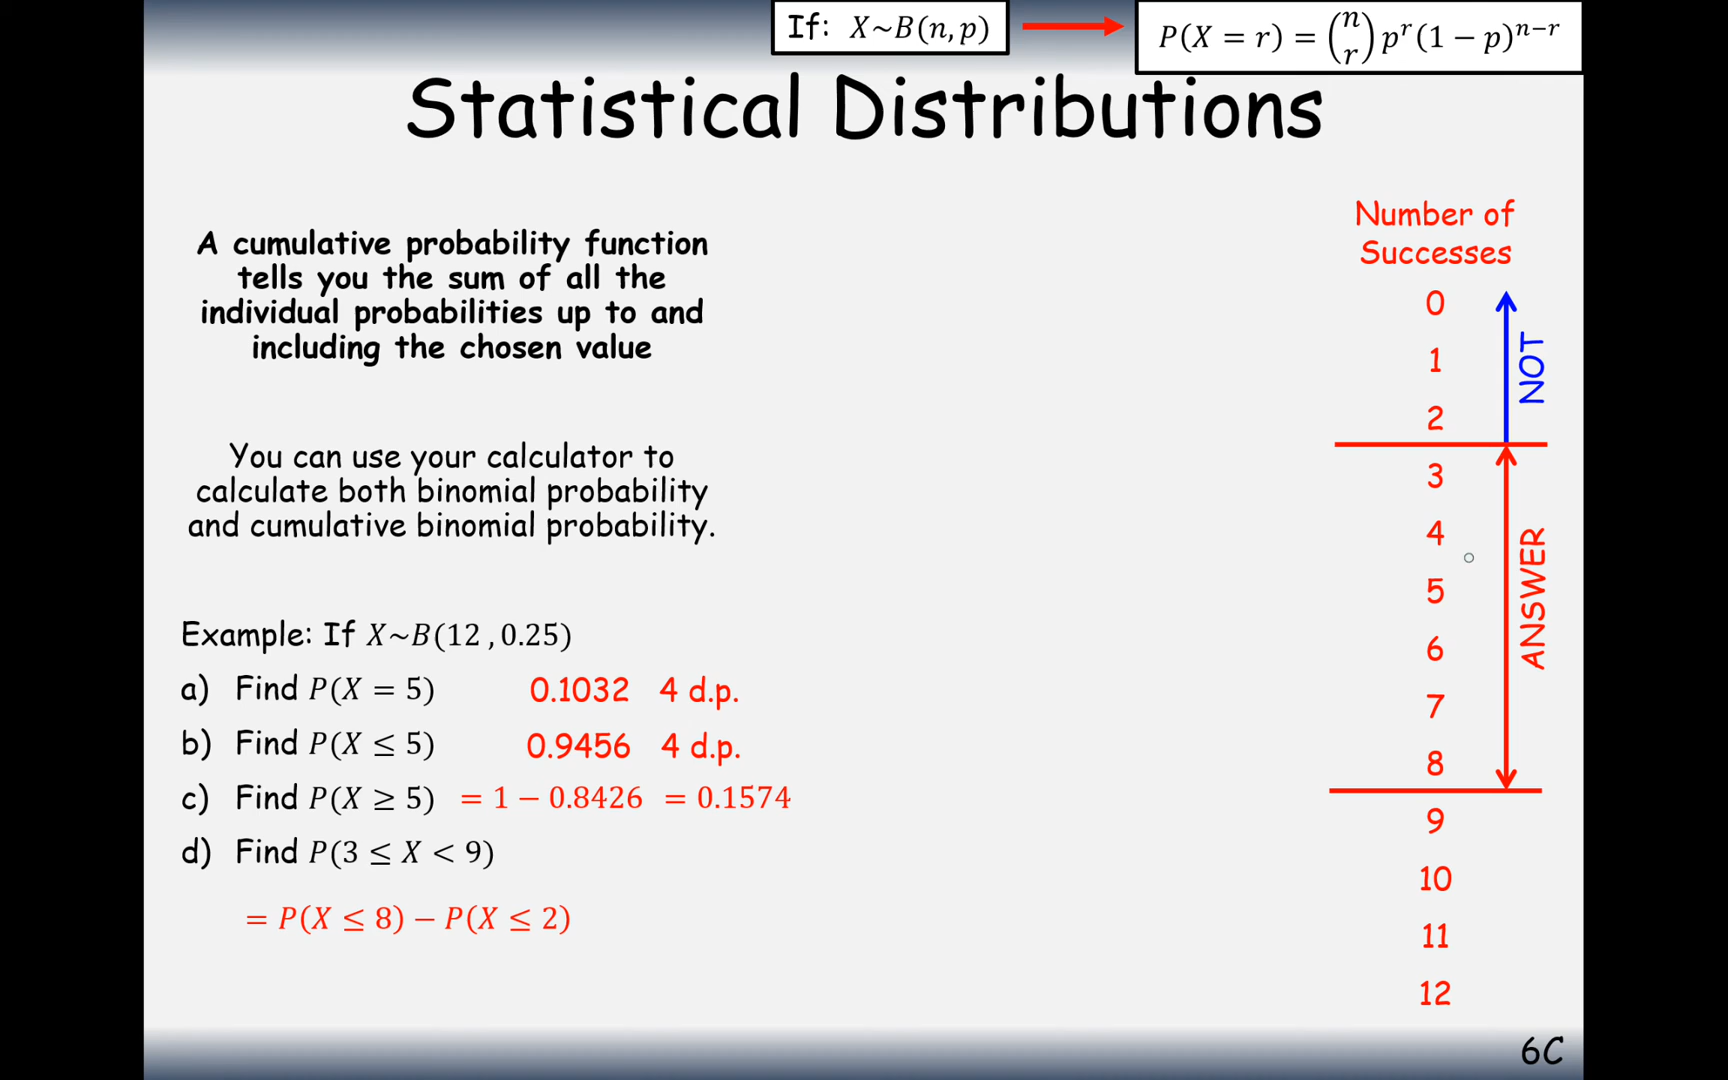 If: X~B(n, p)
P(X = r) = (n r) p^r (1 − p)^{n−r}
Statistical Distributions
A cumulative probability function
tells you the sum of all the
individual probabilities up to and
including the chosen value
You can use your calculator to
calculate both binomial probability
and cumulative binomial probability.
Example: If X~B(12 , 0.25)
a) Find P(X = 5) 0.1032 4 d.p.
b) Find P(X ≤ 5) 0.9456 4 d.p.
c) Find P(X ≥ 5) = 1 − 0.8426 = 0.1574
d) Find P(3 ≤ X < 9)
= P(X ≤ 8) − P(X ≤ 2)
Number of
Successes
0
1
2
3
4
5
6
7
8
9
10
11
12
NOT
ANSWER
6C